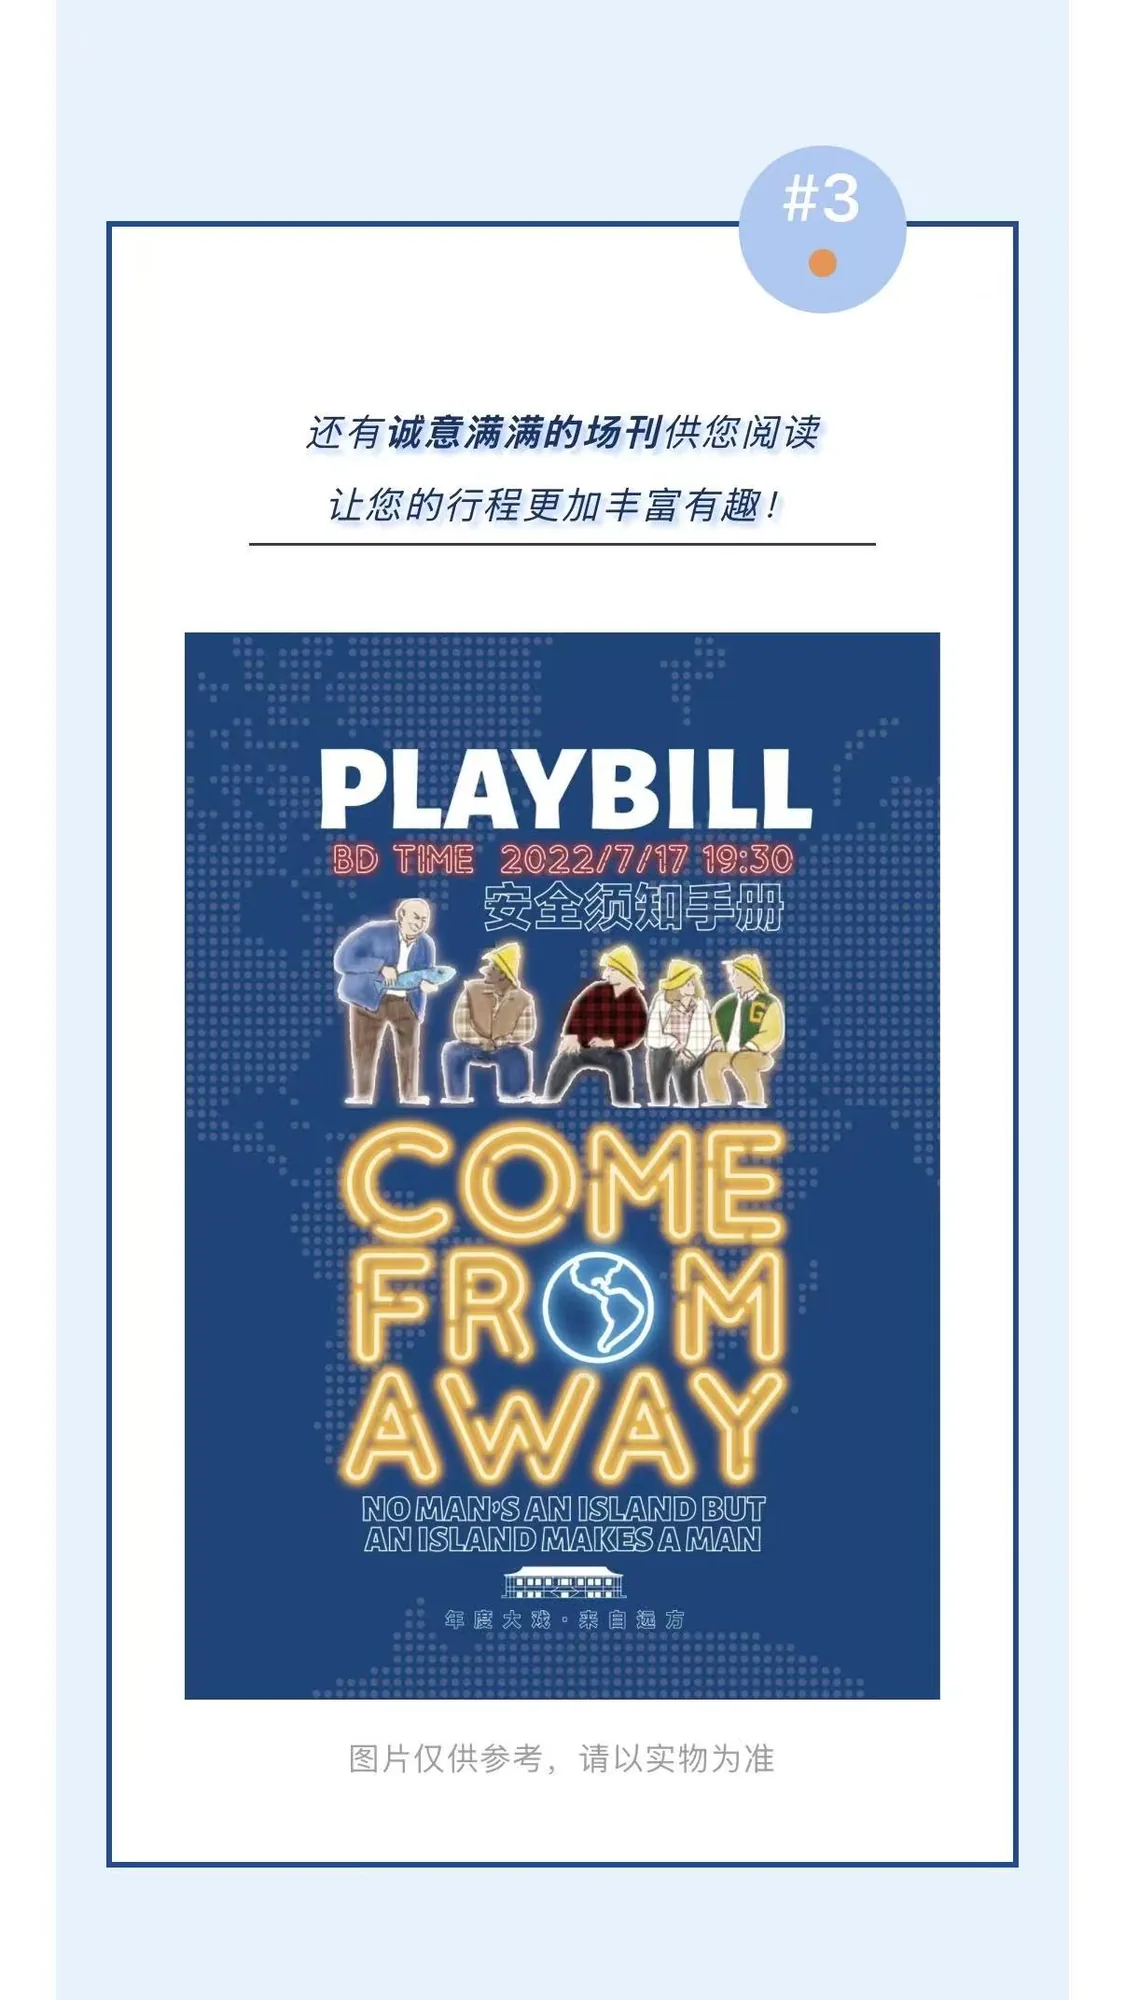 #3
还有诚意满满的场刊供您阅读
让您的行程更加丰富有趣！
PLAYBILL
BD TIME 2022/7/17 19:30
安全须知手册
G
COME
FROM
AWAY
NO MAN'S AN ISLAND BUT
AN ISLAND MAKES A MAN
年度大戏·来自远方
图片仅供参考，请以实物为准